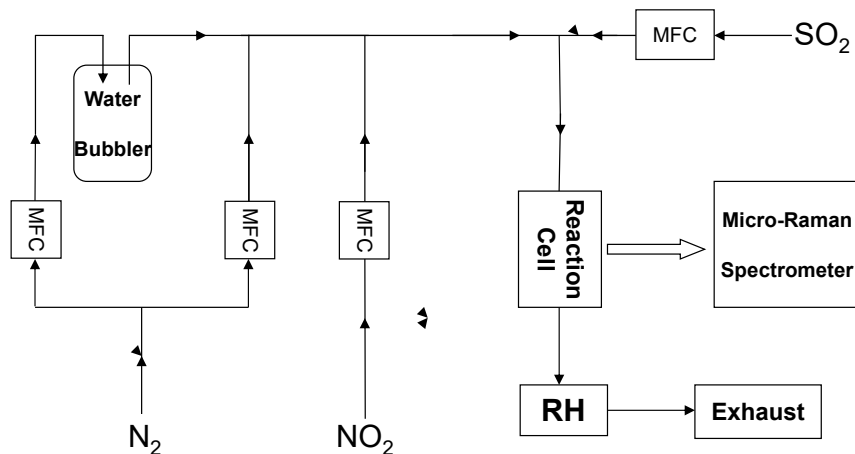 MFC
SO₂
Water
Bubbler
MFC
MFC
MFC
Reaction
Cell
Micro-Raman
Spectrometer
RH
Exhaust
N₂
NO₂